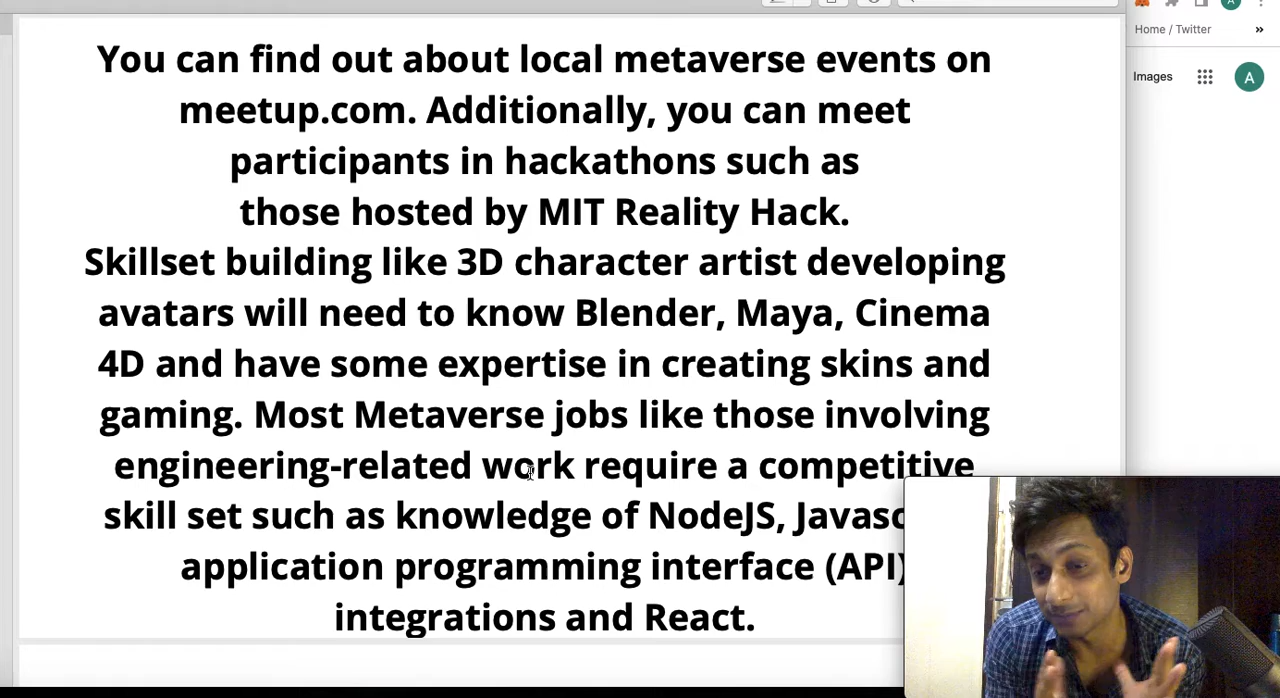 Home / Twitter
»
Images
A
You can find out about local metaverse events on
meetup.com. Additionally, you can meet
participants in hackathons such as
those hosted by MIT Reality Hack.
Skillset building like 3D character artist developing
avatars will need to know Blender, Maya, Cinema
4D and have some expertise in creating skins and
gaming. Most Metaverse jobs like those involving
engineering-related work require a competitive
skill set such as knowledge of NodeJS,
application programming interface (API)
integrations and React.